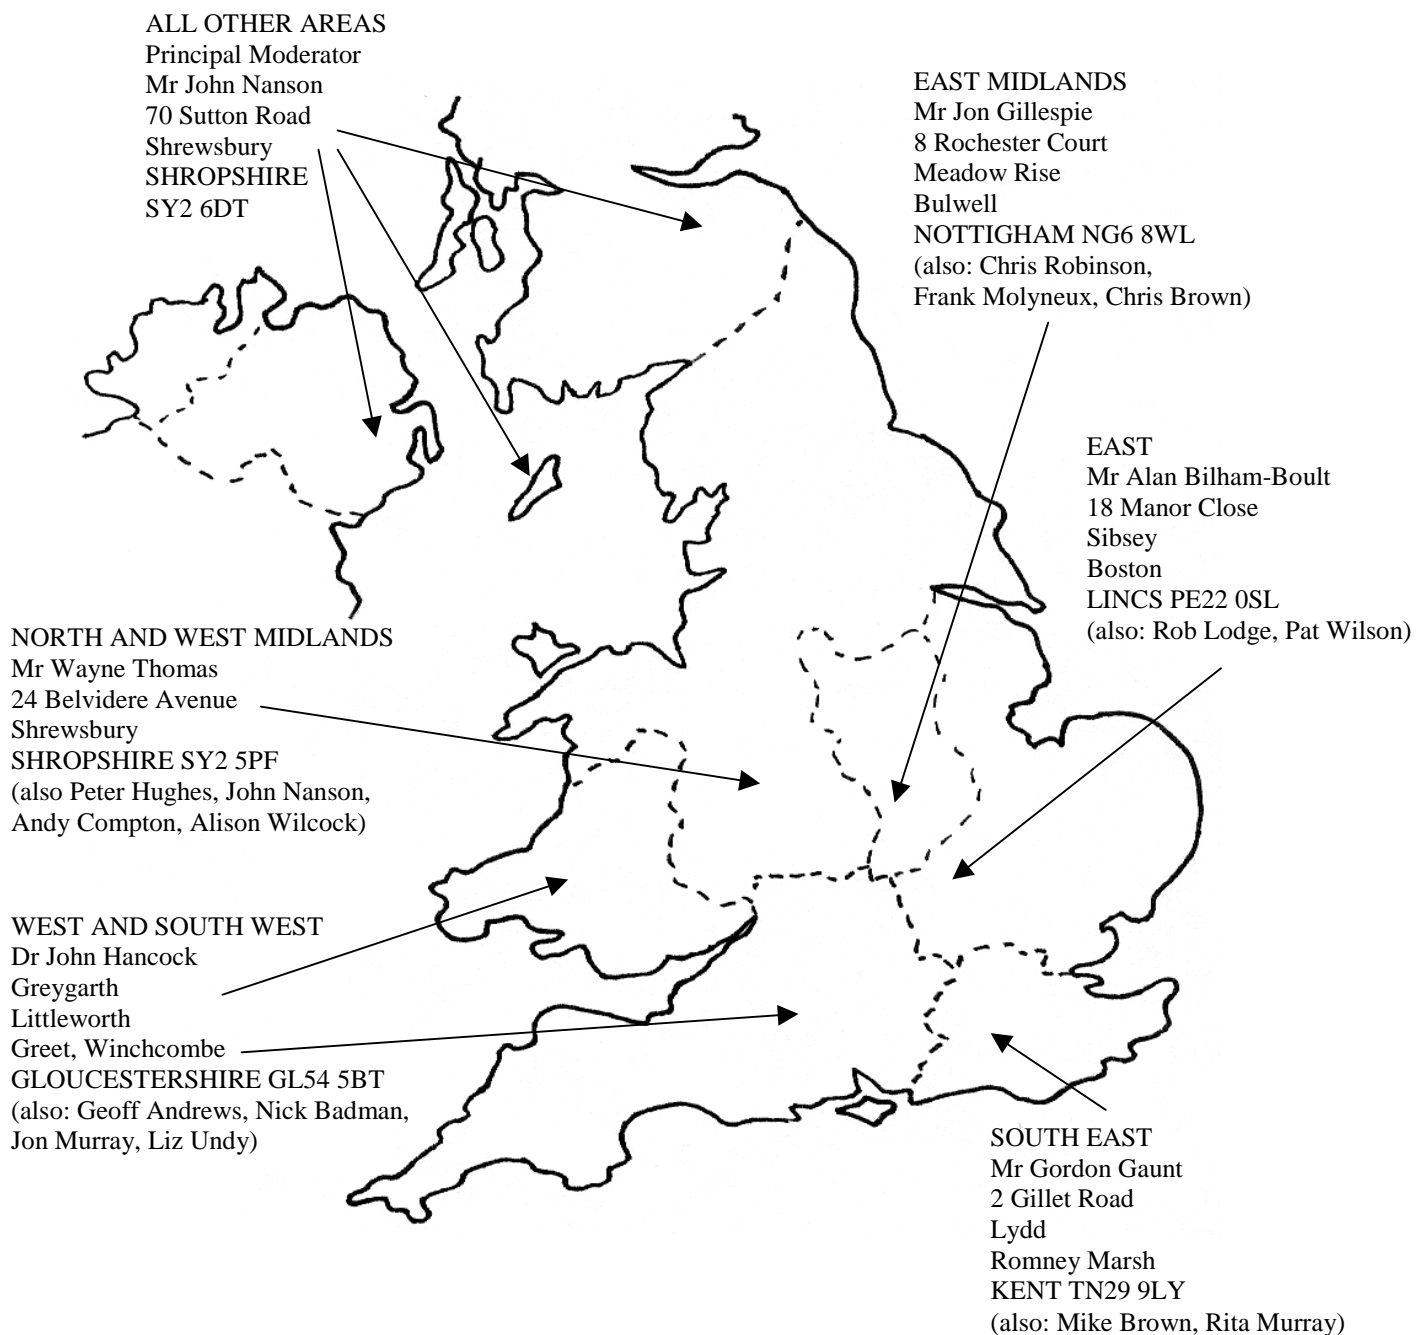 ALL OTHER AREAS
Principal Moderator
Mr John Nanson
70 Sutton Road
Shrewsbury
SHROPSHIRE
SY2 6DT
EAST MIDLANDS
Mr Jon Gillespie
8 Rochester Court
Meadow Rise
Bulwell
NOTTIGHAM NG6 8WL
(also: Chris Robinson,
Frank Molyneux, Chris Brown)
EAST
Mr Alan Bilham-Boult
18 Manor Close
Sibsey
Boston
LINCS PE22 0SL
(also: Rob Lodge, Pat Wilson)
NORTH AND WEST MIDLANDS
Mr Wayne Thomas
24 Belvidere Avenue
Shrewsbury
SHROPSHIRE SY2 5PF
(also Peter Hughes, John Nanson,
Andy Compton, Alison Wilcock)
WEST AND SOUTH WEST
Dr John Hancock
Greygarth
Littleworth
Greet, Winchcombe
GLOUCESTERSHIRE GL54 5BT
(also: Geoff Andrews, Nick Badman,
Jon Murray, Liz Undy)
SOUTH EAST
Mr Gordon Gaunt
2 Gillet Road
Lydd
Romney Marsh
KENT TN29 9LY
(also: Mike Brown, Rita Murray)